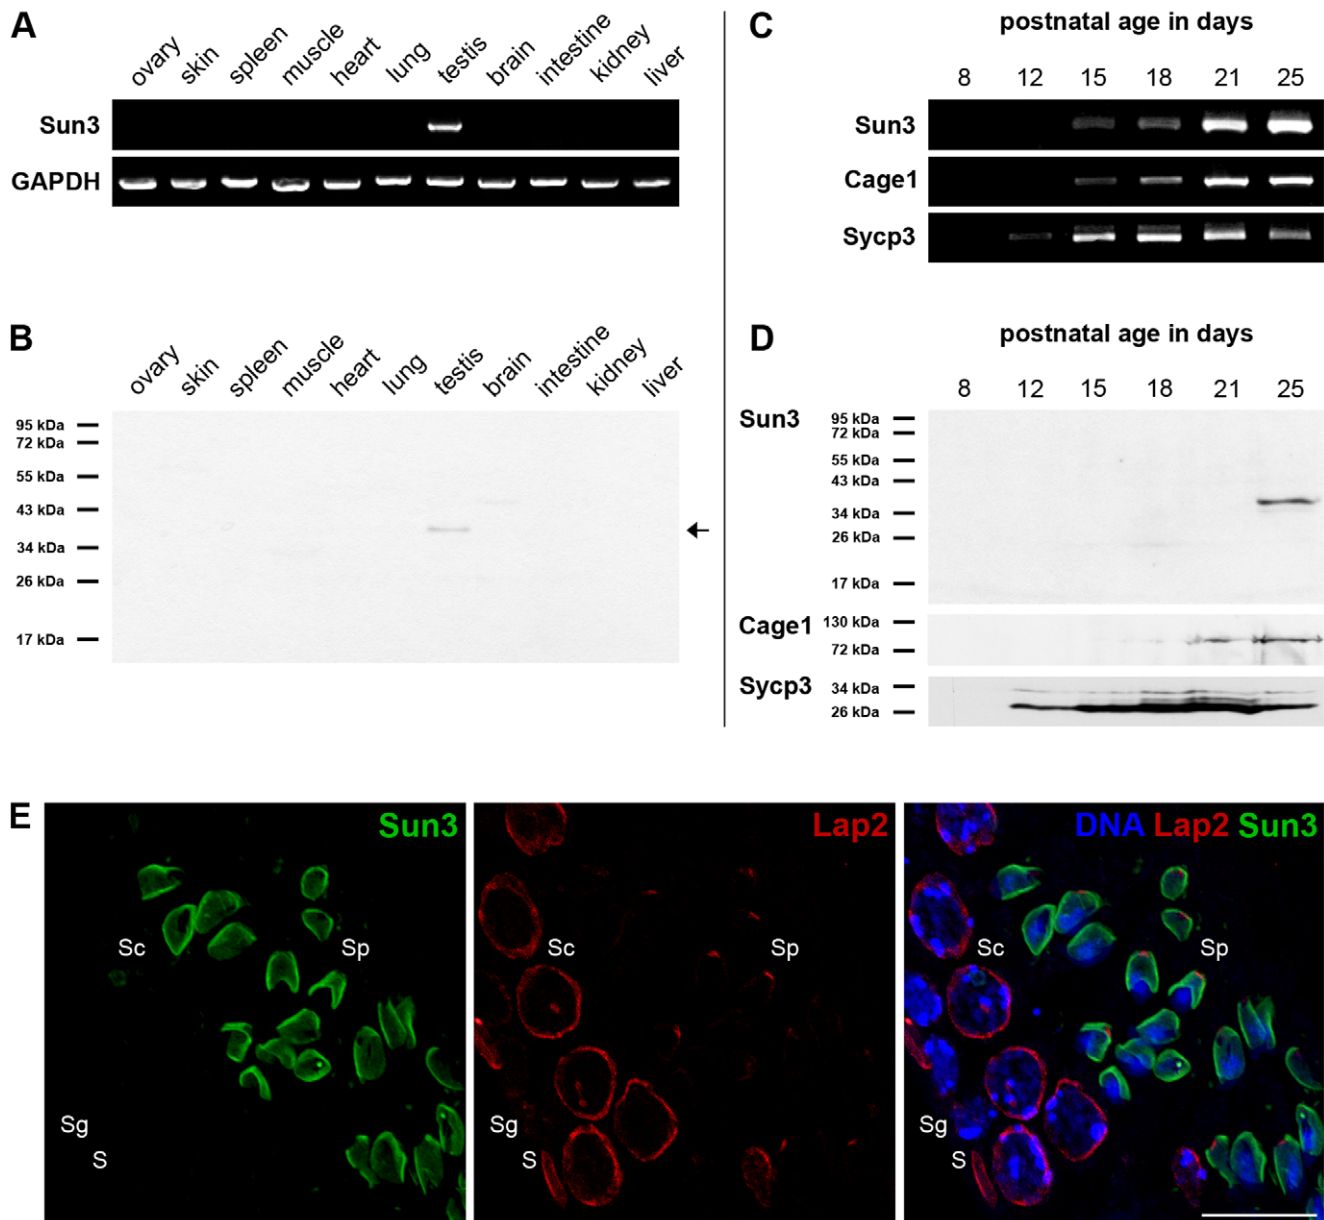 A
ovary skin spleen muscle heart lung testis brain intestine kidney liver
Sun3
GAPDH
C
postnatal age in days
8 12 15 18 21 25
Sun3
Cage1
Sycp3
B
ovary skin spleen muscle heart lung testis brain intestine kidney liver
95 kDa
72 kDa
55 kDa
43 kDa
34 kDa
26 kDa
17 kDa
D
postnatal age in days
8 12 15 18 21 25
Sun3
95 kDa
72 kDa
55 kDa
43 kDa
34 kDa
26 kDa
17 kDa
Cage1
130 kDa
72 kDa
Sycp3
34 kDa
26 kDa
E
Sun3
Sc
Sp
Sg
S
Lap2
Sc
Sp
Sg
S
DNA Lap2 Sun3
Sc
Sp
Sg
S